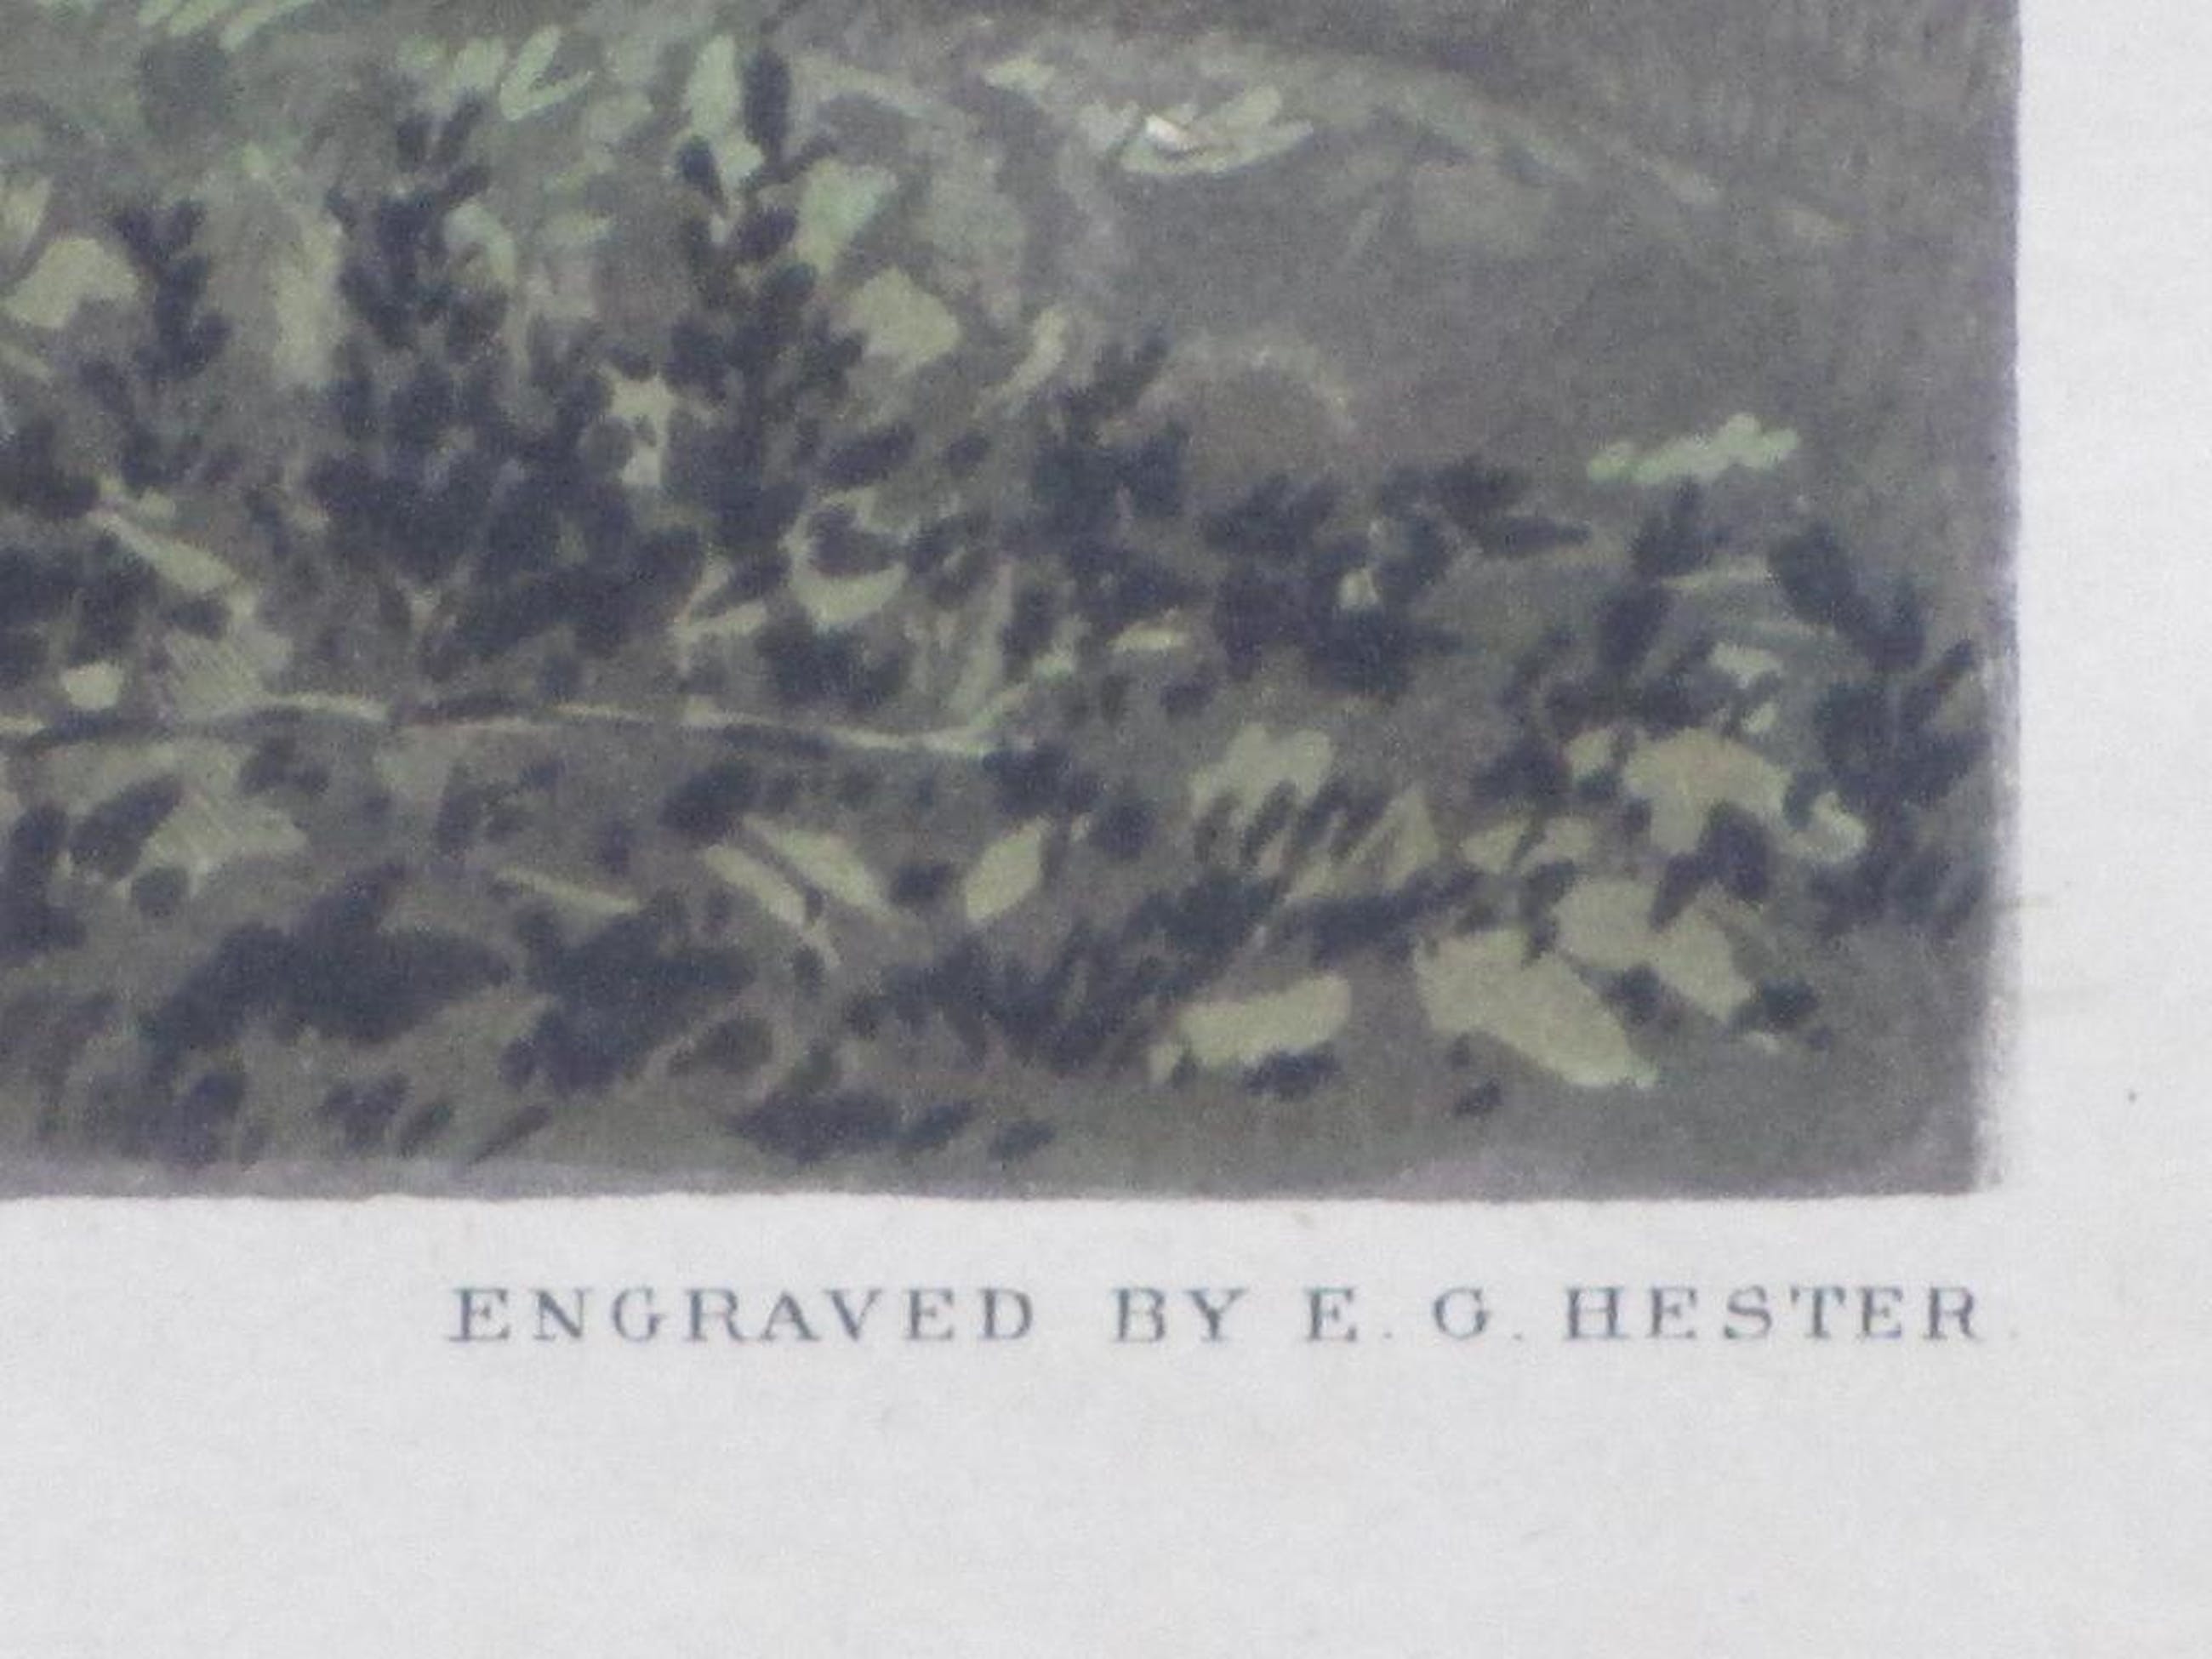 ENGRAVED BY E. G. HESTER.